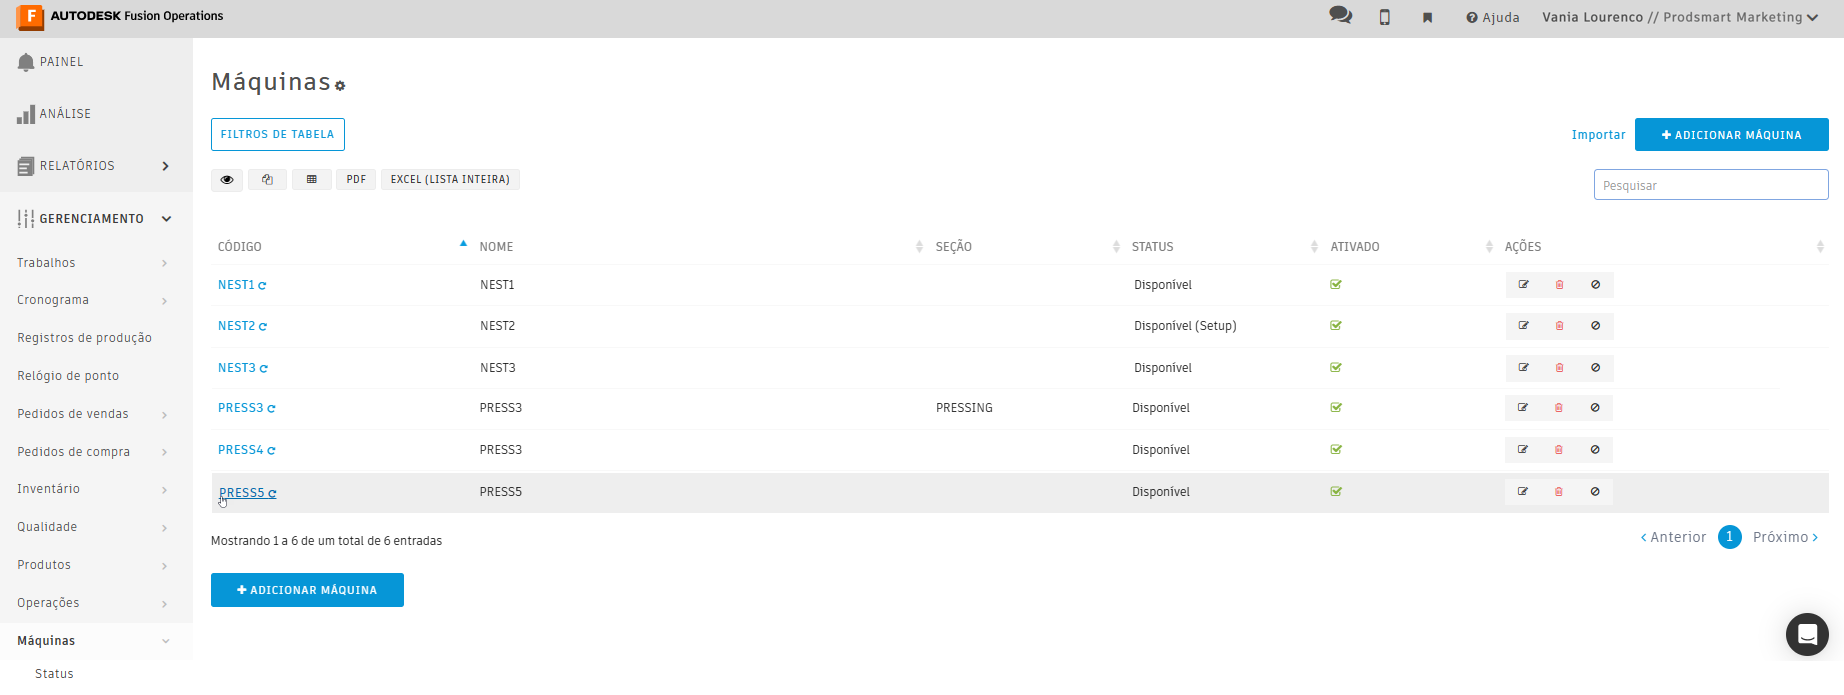 F AUTODESK Fusion Operations
Ajuda
Vania Lourenco // Prodsmart Marketing
PAINEL
ANÁLISE
RELATÓRIOS
GERENCIAMENTO
Trabalhos
Cronograma
Registros de produção
Relógio de ponto
Pedidos de vendas
Pedidos de compra
Inventário
Qualidade
Produtos
Operações
Máquinas
Status
Máquinas
FILTROS DE TABELA
Importar
ADICIONAR MÁQUINA
PDF
EXCEL (LISTA INTEIRA)
Pesquisar
CÓDIGO NOME SEÇÃO STATUS ATIVADO AÇÕES
NEST1 NEST1 Disponível
NEST2 NEST2 Disponível (Setup)
NEST3 NEST3 Disponível
PRESS3 PRESS3 PRESSING Disponível
PRESS4 PRESS3 Disponível
PRESS5 PRESS5 Disponível
Mostrando 1 a 6 de um total de 6 entradas
Anterior 1 Próximo
ADICIONAR MÁQUINA